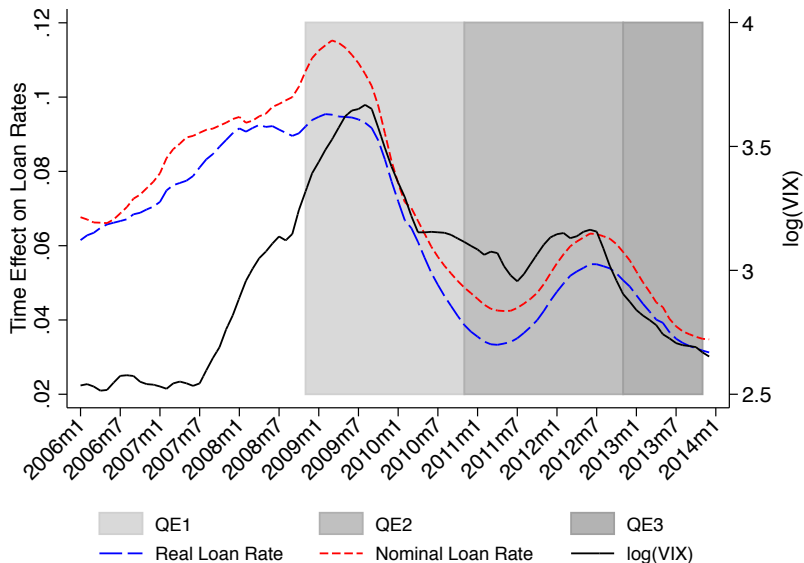 Time Effect on Loan Rates
.12
.1
.08
.06
.04
.02
4
3.5
3
2.5
log(VIX)
2006m1
2006m7
2007m1
2007m7
2008m1
2008m7
2009m1
2009m7
2010m1
2010m7
2011m1
2011m7
2012m1
2012m7
2013m1
2013m7
2014m1
QE1 QE2 QE3
Real Loan Rate Nominal Loan Rate log(VIX)